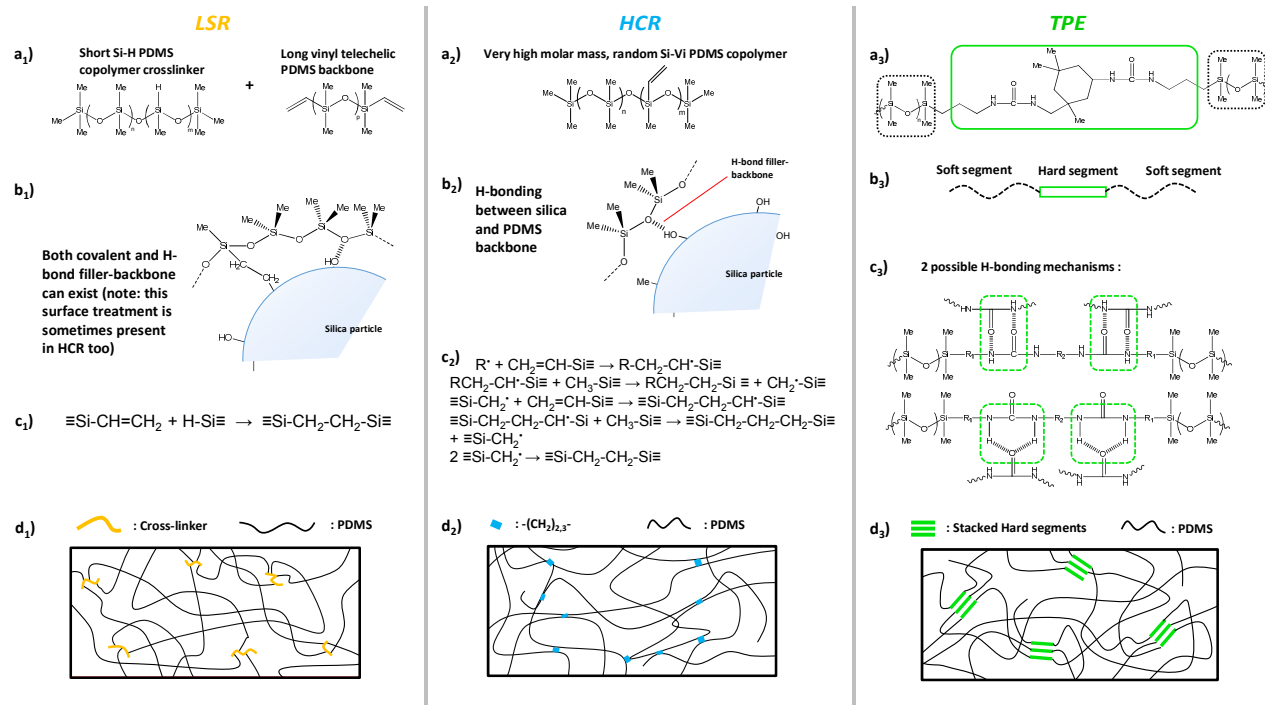 LSR
a1)
Short Si-H PDMS
copolymer crosslinker
+
Long vinyl telechelic
PDMS backbone
b1)
Both covalent and H-
bond filler-backbone
can exist (note: this
surface treatment is
sometimes present
in HCR too)
Silica particle
c1)
≡Si-CH=CH2 + H-Si≡ → ≡Si-CH2-CH2-Si≡
d1)
: Cross-linker
: PDMS
HCR
a2)
Very high molar mass, random Si-Vi PDMS copolymer
b2)
H-bonding
between silica
and PDMS
backbone
H-bond filler-
backbone
Silica particle
c2)
R• + CH2=CH-Si≡ → R-CH2-CH•-Si≡
RCH2-CH•-Si≡ + CH3-Si≡ → RCH2-CH2-Si ≡ + CH2•-Si≡
≡Si-CH2• + CH2=CH-Si≡ → ≡Si-CH2-CH2-CH•-Si≡
≡Si-CH2-CH2-CH•-Si + CH3-Si≡ → ≡Si-CH2-CH2-CH2-Si≡
+ ≡Si-CH2•
2 ≡Si-CH2• → ≡Si-CH2-CH2-Si≡
d2)
: -(CH2)2,3-
: PDMS
TPE
a3)
b3)
Soft segment Hard segment Soft segment
c3)
2 possible H-bonding mechanisms :
d3)
: Stacked Hard segments
: PDMS